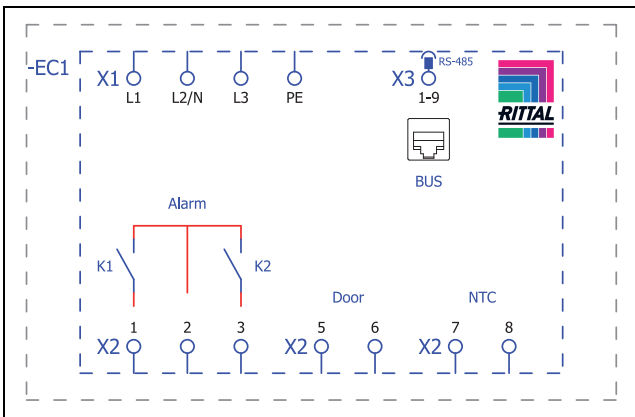 -EC1
X1
L1
L2/N
L3
PE
X3
RS-485
1-9
RITTAL
BUS
Alarm
K1
K2
Door
NTC
X2
1
2
3
X2
5
6
X2
7
8